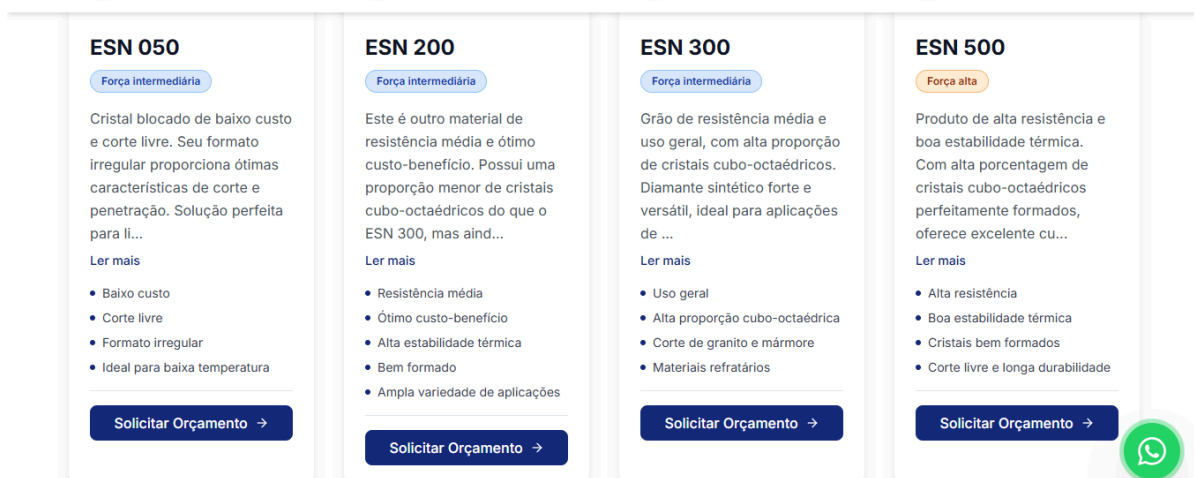 ESN 050
Força intermediária
Cristal blocado de baixo custo
e corte livre. Seu formato
irregular proporciona ótimas
características de corte e
penetração. Solução perfeita
para li...
Ler mais
Baixo custo
Corte livre
Formato irregular
Ideal para baixa temperatura
Solicitar Orçamento →
ESN 200
Força intermediária
Este é outro material de
resistência média e ótimo
custo-benefício. Possui uma
proporção menor de cristais
cubo-octaédricos do que o
ESN 300, mas aind...
Ler mais
Resistência média
Ótimo custo-benefício
Alta estabilidade térmica
Bem formado
Ampla variedade de aplicações
Solicitar Orçamento →
ESN 300
Força intermediária
Grão de resistência média e
uso geral, com alta proporção
de cristais cubo-octaédricos.
Diamante sintético forte e
versátil, ideal para aplicações
de ...
Ler mais
Uso geral
Alta proporção cubo-octaédrica
Corte de granito e mármore
Materiais refratários
Solicitar Orçamento →
ESN 500
Força alta
Produto de alta resistência e
boa estabilidade térmica.
Com alta porcentagem de
cristais cubo-octaédricos
perfeitamente formados,
oferece excelente cu...
Ler mais
Alta resistência
Boa estabilidade térmica
Cristais bem formados
Corte livre e longa durabilidade
Solicitar Orçamento →